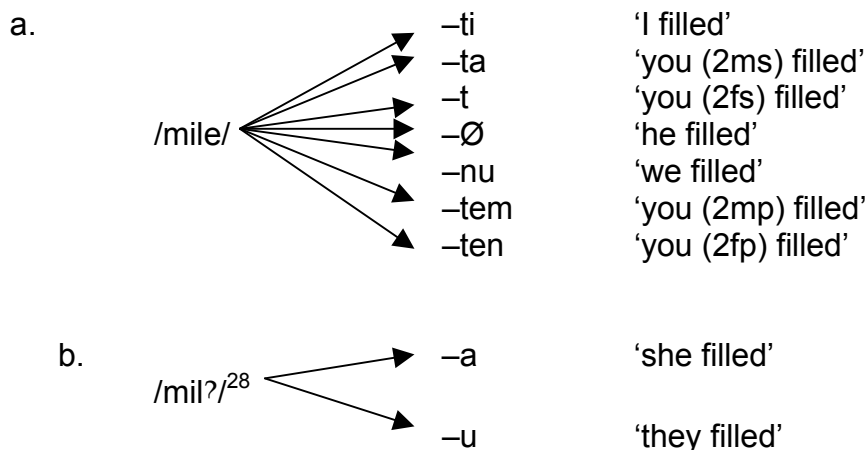 a. –ti 'I filled'
–ta 'you (2ms) filled'
–t 'you (2fs) filled'
/mile/ –Ø 'he filled'
–nu 'we filled'
–tem 'you (2mp) filled'
–ten 'you (2fp) filled'
b. –a 'she filled'
/mil?/28
–u 'they filled'